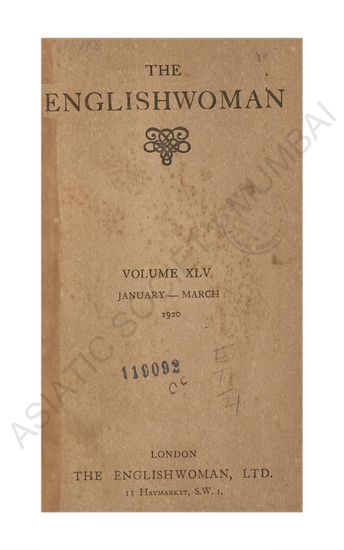 THE
ENGLISHWOMAN
VOLUME XLV
JANUARY — MARCH
1920
119092
LONDON
THE ENGLISHWOMAN, LTD.
11 HAYMARKET, S.W. 1.
ASIATIC SOCIETY MUMBAI